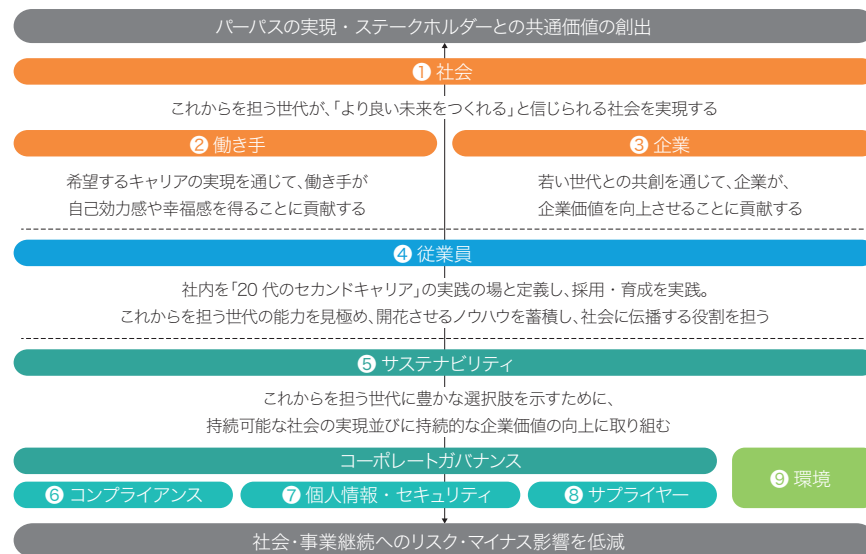 パーパスの実現・ステークホルダーとの共通価値の創出
❶ 社会
これからを担う世代が、「より良い未来をつくれる」と信じられる社会を実現する
❷ 働き手
❸ 企業
希望するキャリアの実現を通じて、働き手が
自己効力感や幸福感を得ることに貢献する
若い世代との共創を通じて、企業が、
企業価値を向上させることに貢献する
❹ 従業員
社内を「20代のセカンドキャリア」の実践の場と定義し、採用・育成を実践。
これからを担う世代の能力を見極め、開花させるノウハウを蓄積し、社会に伝播する役割を担う
❺ サステナビリティ
これからを担う世代に豊かな選択肢を示すために、
持続可能な社会の実現並びに持続的な企業価値の向上に取り組む
コーポレートガバナンス
❻ コンプライアンス
❼ 個人情報・セキュリティ
❽ サプライヤー
❾ 環境
社会・事業継続へのリスク・マイナス影響を低減